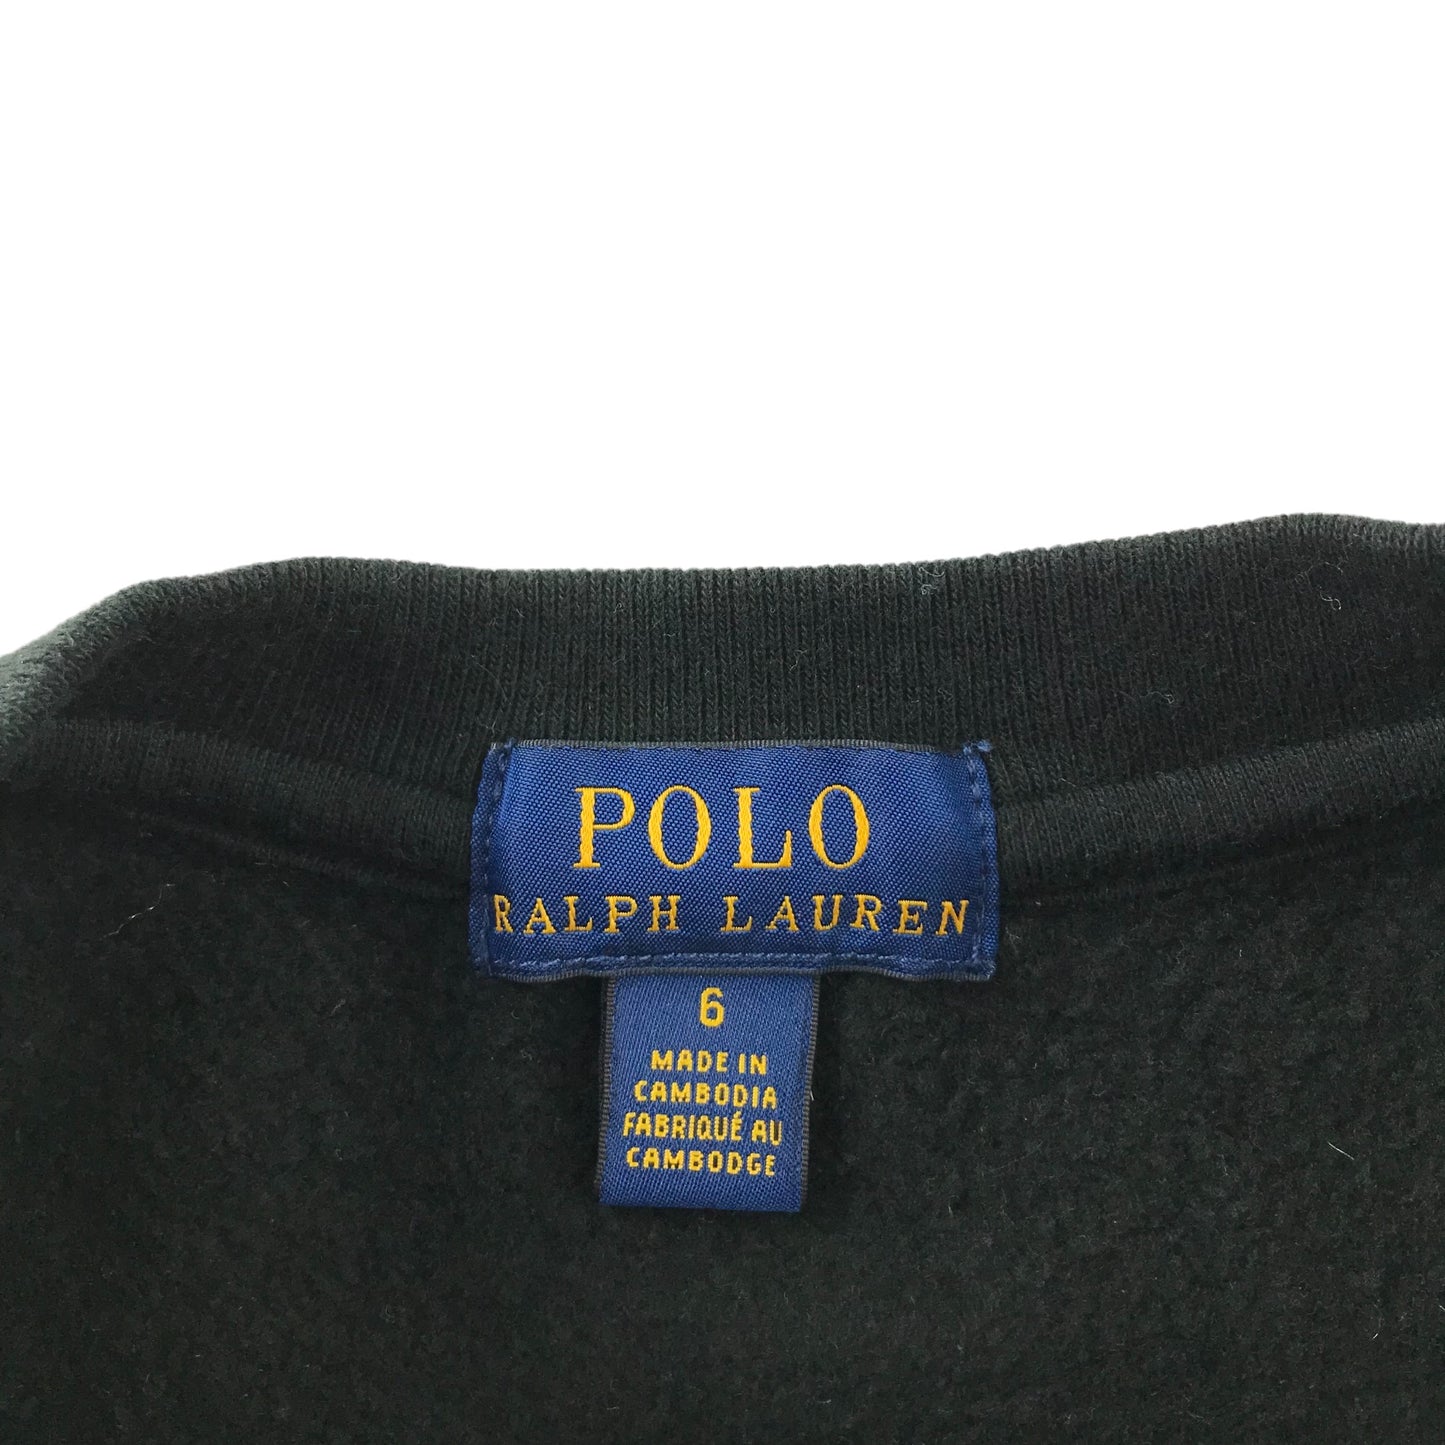 POLO
RALPH LAUREN
6
MADE IN
CAMBODIA
FABRIQUÉ AU
CAMBODGE